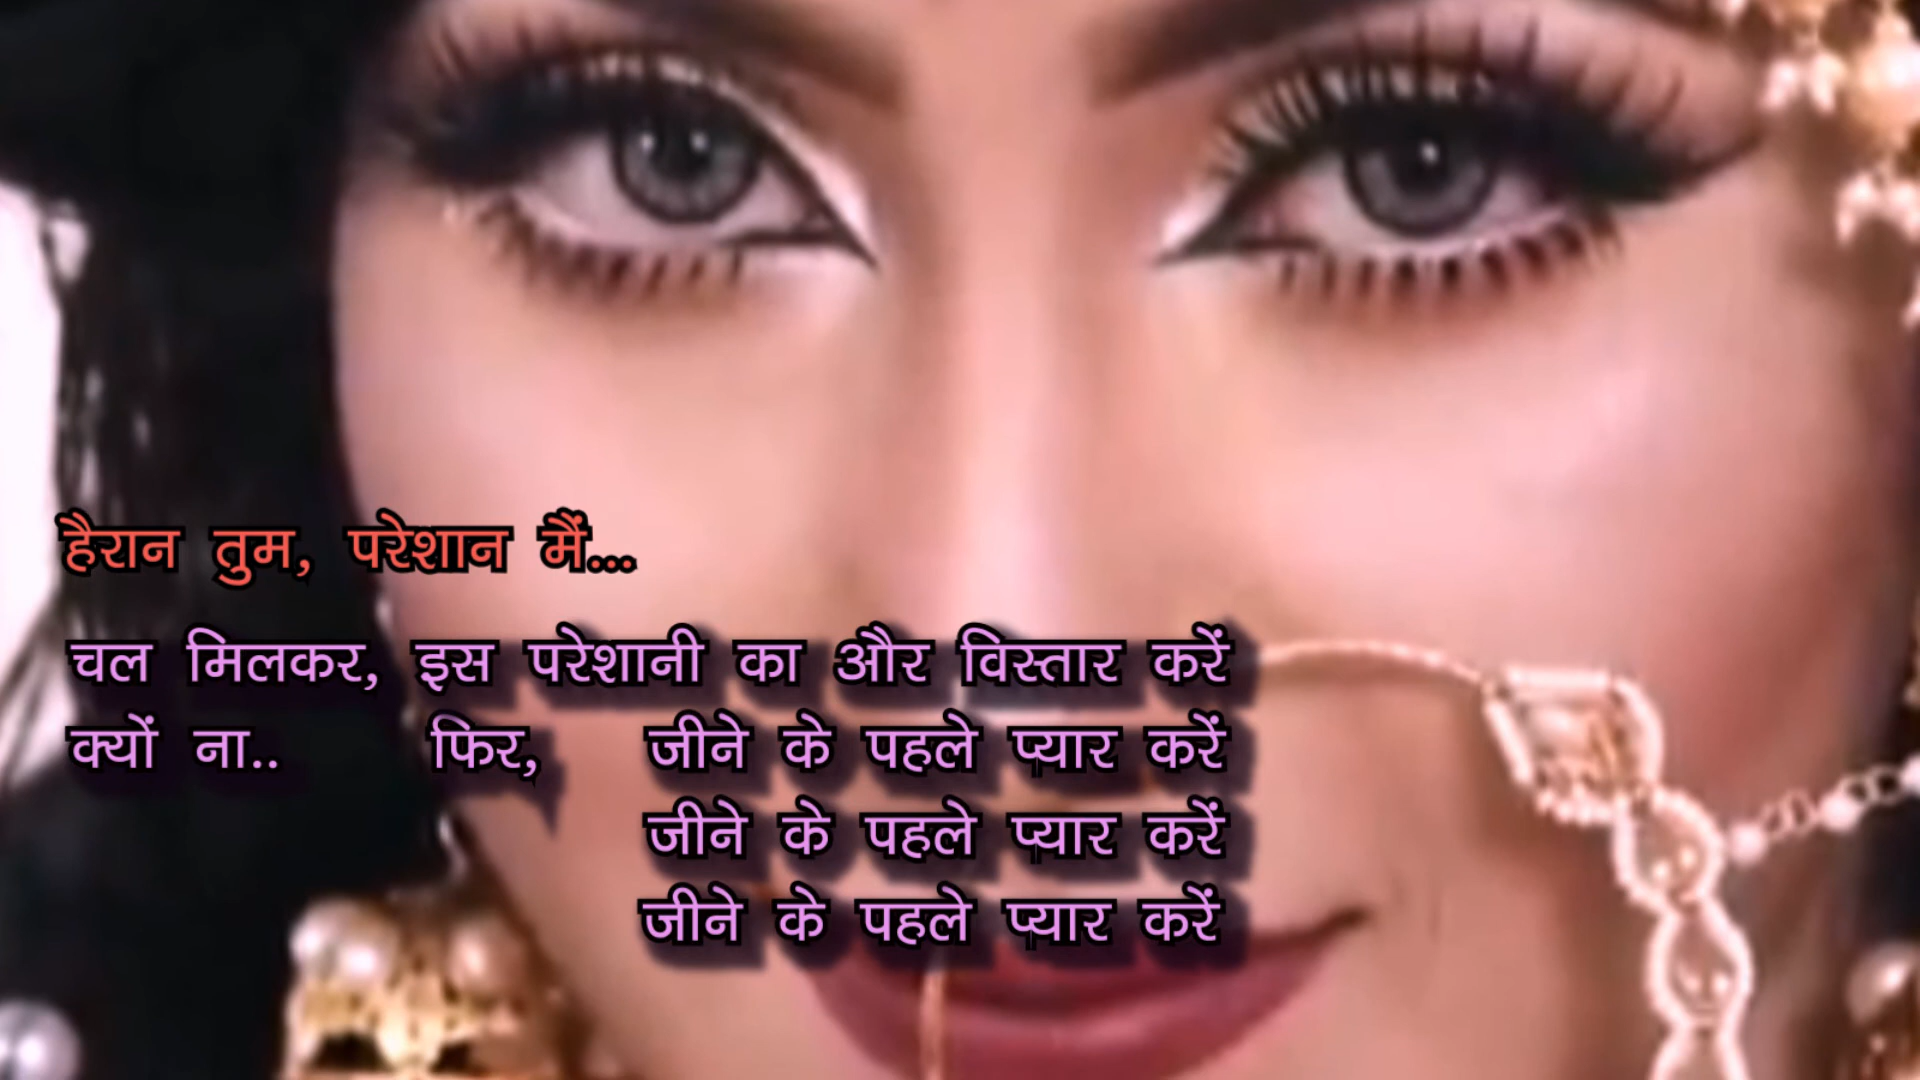 हैरान तुम, परेशान मैं...
चल मिलकर, इस परेशानी का और विस्तार करें
क्यों ना.. फिर, जीने के पहले प्यार करें
जीने के पहले प्यार करें
जीने के पहले प्यार करें